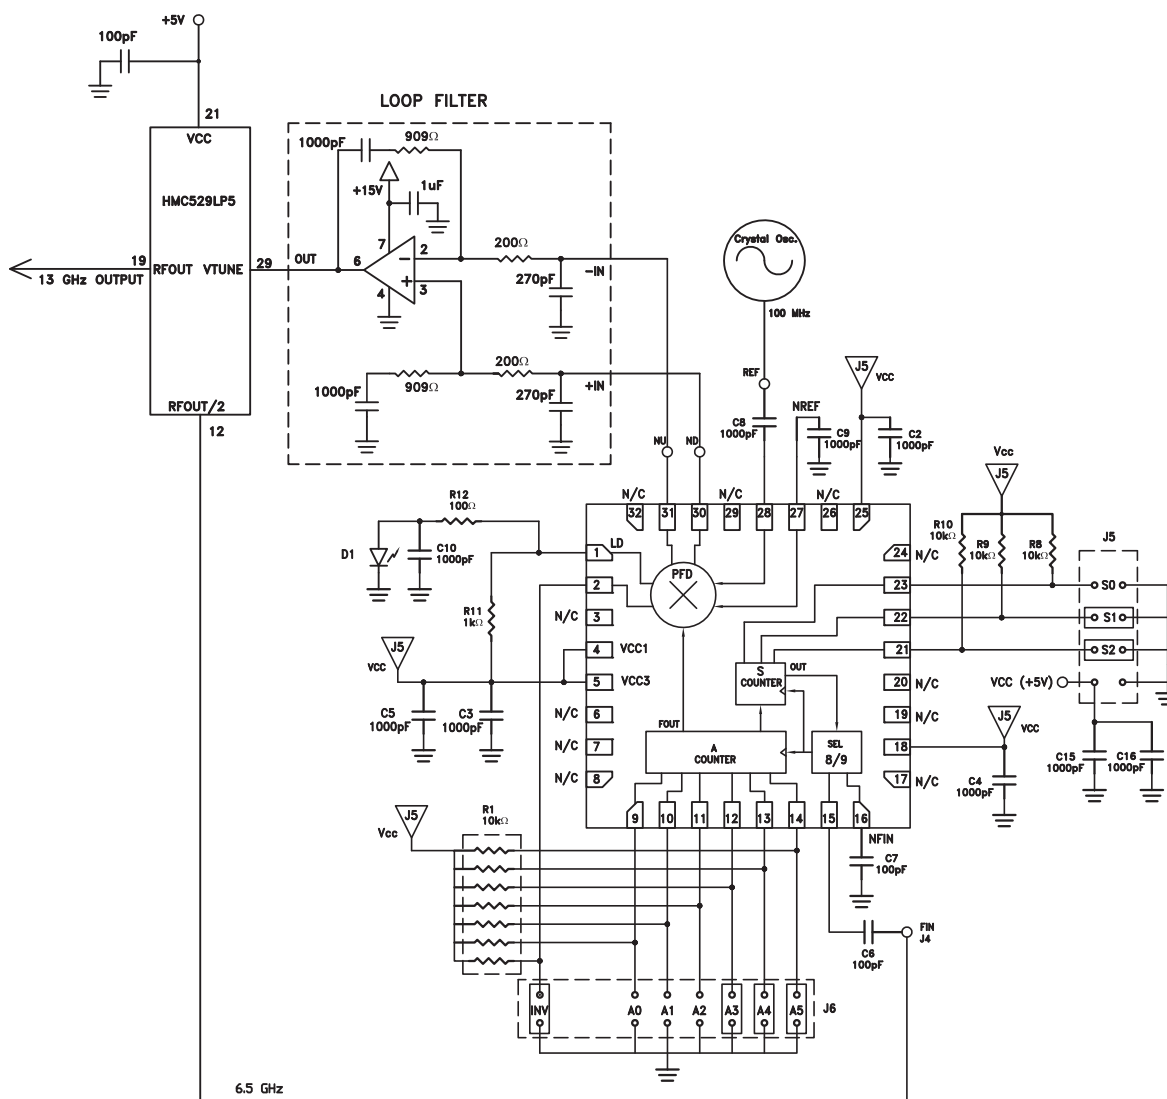 +5V
100pF
21
VCC
HMC529LP5
19
RFOUT VTUNE
29
13 GHz OUTPUT
RFOUT/2
12
LOOP FILTER
1000pF
909Ω
+15V
1uF
7
2
200Ω
OUT
6
−
+
270pF
-IN
4
3
200Ω
909Ω
+IN
1000pF
270pF
Crystal Osc.
100 MHz
REF
J5
VCC
NU
ND
C8
1000pF
NREF
C9
1000pF
C2
1000pF
Vcc
J5
N/C
32
31
30
N/C
29
28
27
N/C
26
25
R12
100Ω
D1
C10
1000pF
1
LD
PFD
24
N/C
R10
10kΩ
R9
10kΩ
R8
10kΩ
J5
2
23
S0
N/C
3
22
S1
R11
1kΩ
J5
VCC
4
VCC1
21
S2
S
COUNTER
OUT
5
VCC3
20
N/C
VCC (+5V)
C5
1000pF
C3
1000pF
N/C
6
19
N/C
J5
VCC
FOUT
N/C
7
A
COUNTER
SEL
8/9
18
C15
1000pF
C16
1000pF
N/C
8
17
N/C
C4
1000pF
J5
Vcc
R1
10kΩ
9
10
11
12
13
14
15
16
NFIN
C7
100pF
C6
100pF
FIN
J4
INV
A0
A1
A2
A3
A4
A5
J6
6.5 GHz